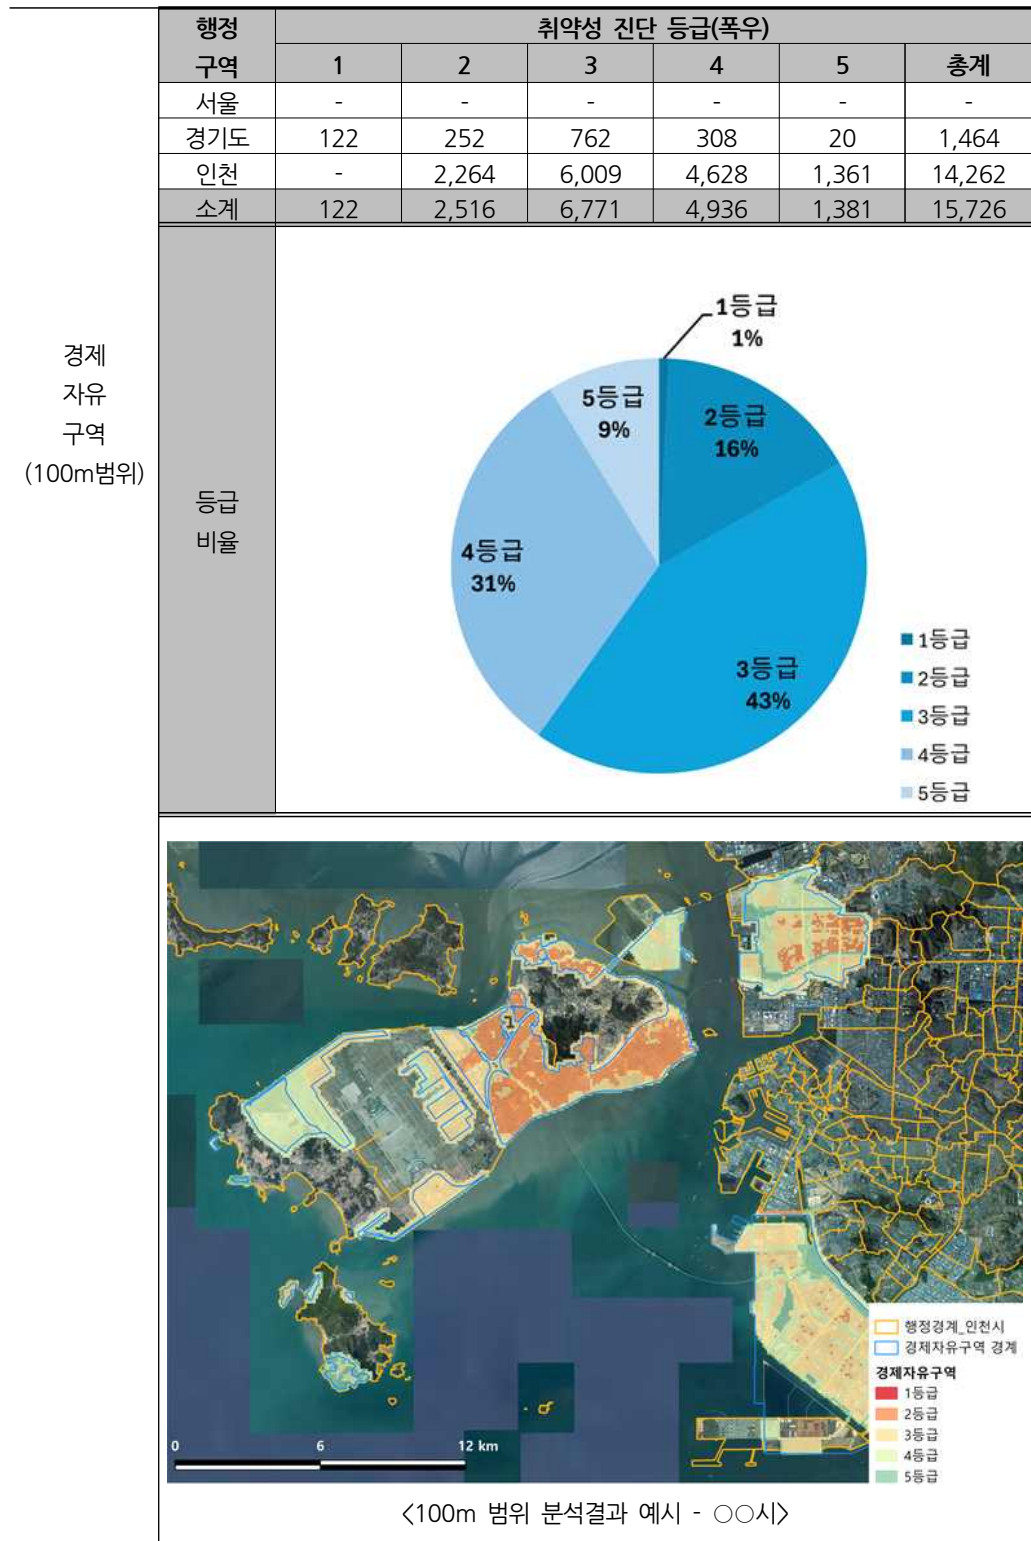 행정 구역 취약성 진단 등급(폭우)
1 2 3 4 5 총계
서울 - - - - - -
경기도 122 252 762 308 20 1,464
인천 - 2,264 6,009 4,628 1,361 14,262
소계 122 2,516 6,771 4,936 1,381 15,726
경제
자유
구역
(100m범위)
등급
비율
1등급
1%
2등급
16%
3등급
43%
4등급
31%
5등급
9%
1등급
2등급
3등급
4등급
5등급
행정경계_인천시
경제자유구역 경계
경제자유구역
1등급
2등급
3등급
4등급
5등급
0 6 12 km
<100m 범위 분석결과 예시 - ○○시>